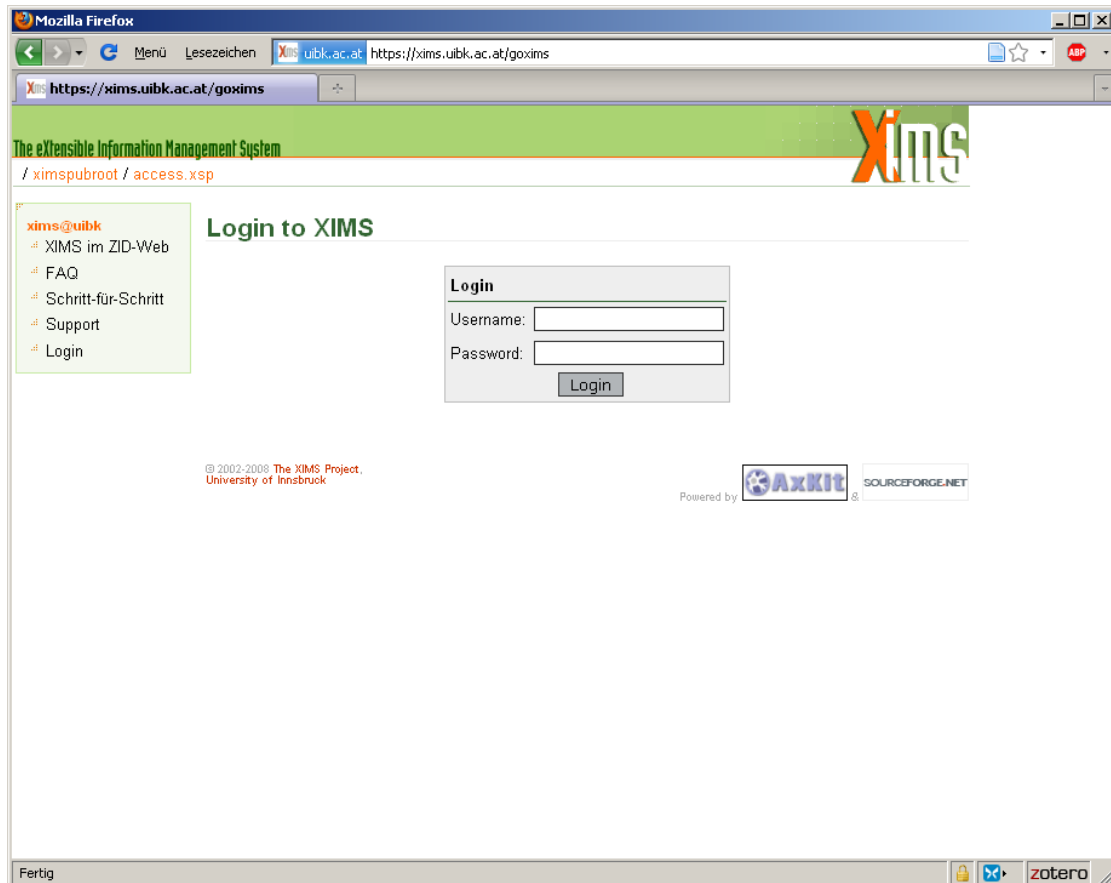 Mozilla Firefox
Menü Lesezeichen Xims uibk.ac.at https://xims.uibk.ac.at/goxims ABP
Xims https://xims.uibk.ac.at/goxims
The eXtensible Information Management System
Xims
/ ximspubroot / access.xsp
xims@uibk
XIMS im ZID-Web
FAQ
Schritt-für-Schritt
Support
Login
Login to XIMS
Login
Username:
Password:
Login
© 2002-2008 The XIMS Project,
University of Innsbruck
Powered by AxKit & SOURCEFORGE.NET
Fertig zotero